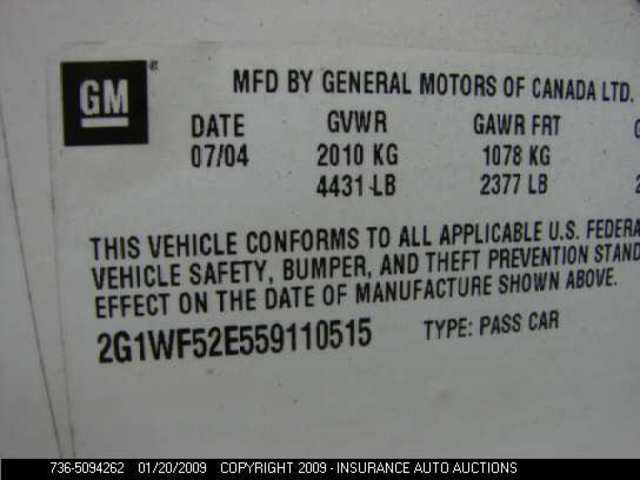 GM®
MFD BY GENERAL MOTORS OF CANADA LTD.
DATE GVWR GAWR FRT
07/04 2010 KG 1078 KG
4431 LB 2377 LB
THIS VEHICLE CONFORMS TO ALL APPLICABLE U.S. FEDERA
VEHICLE SAFETY, BUMPER, AND THEFT PREVENTION STAND
EFFECT ON THE DATE OF MANUFACTURE SHOWN ABOVE.
2G1WF52E559110515 TYPE: PASS CAR
736-5094262 01/20/2009 COPYRIGHT 2009 - INSURANCE AUTO AUCTIONS